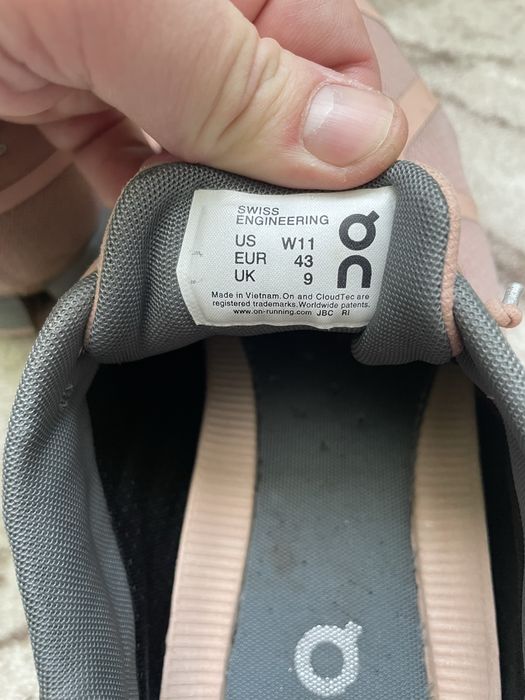 SWISS
ENGINEERING
US W11
EUR 43
UK 9
Made in Vietnam. On and CloudTec are
registered trademarks. Worldwide patents.
www.on-running.com JBC RI